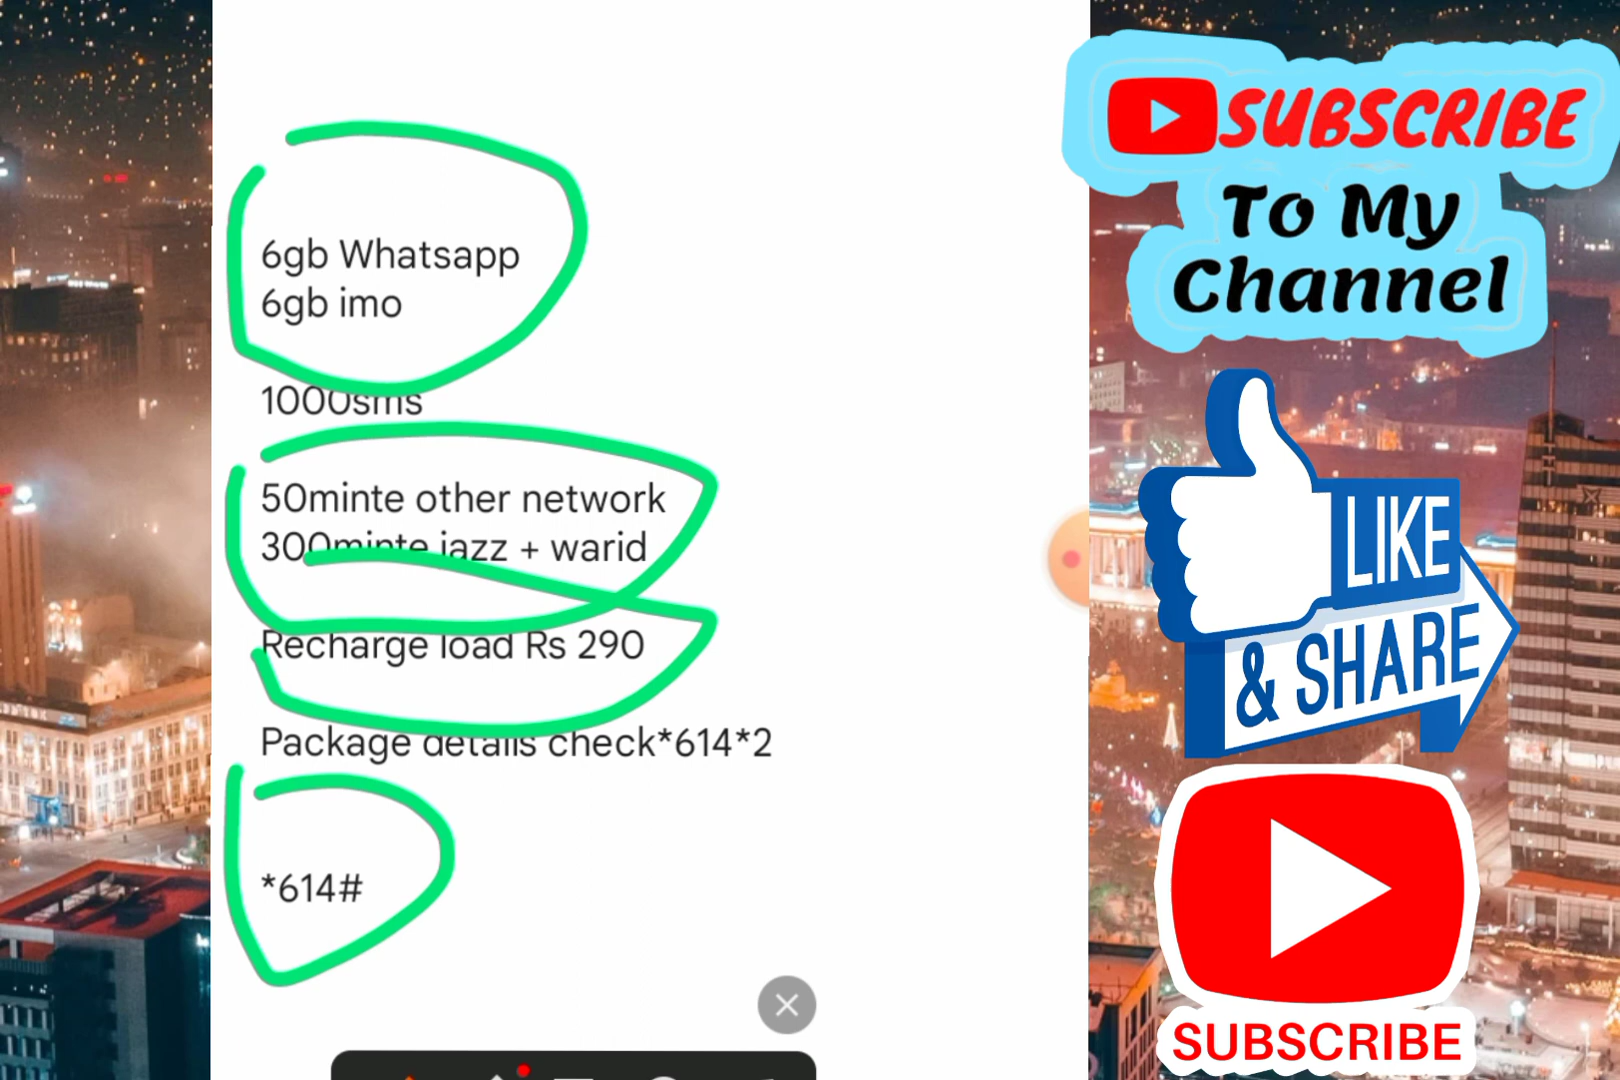 6gb Whatsapp
6gb imo
1000sms
50minte other network
300minte jazz + warid
Recharge load Rs 290
Package details check*614*2
*614#
SUBSCRIBE
To My
Channel
LIKE
& SHARE
SUBSCRIBE